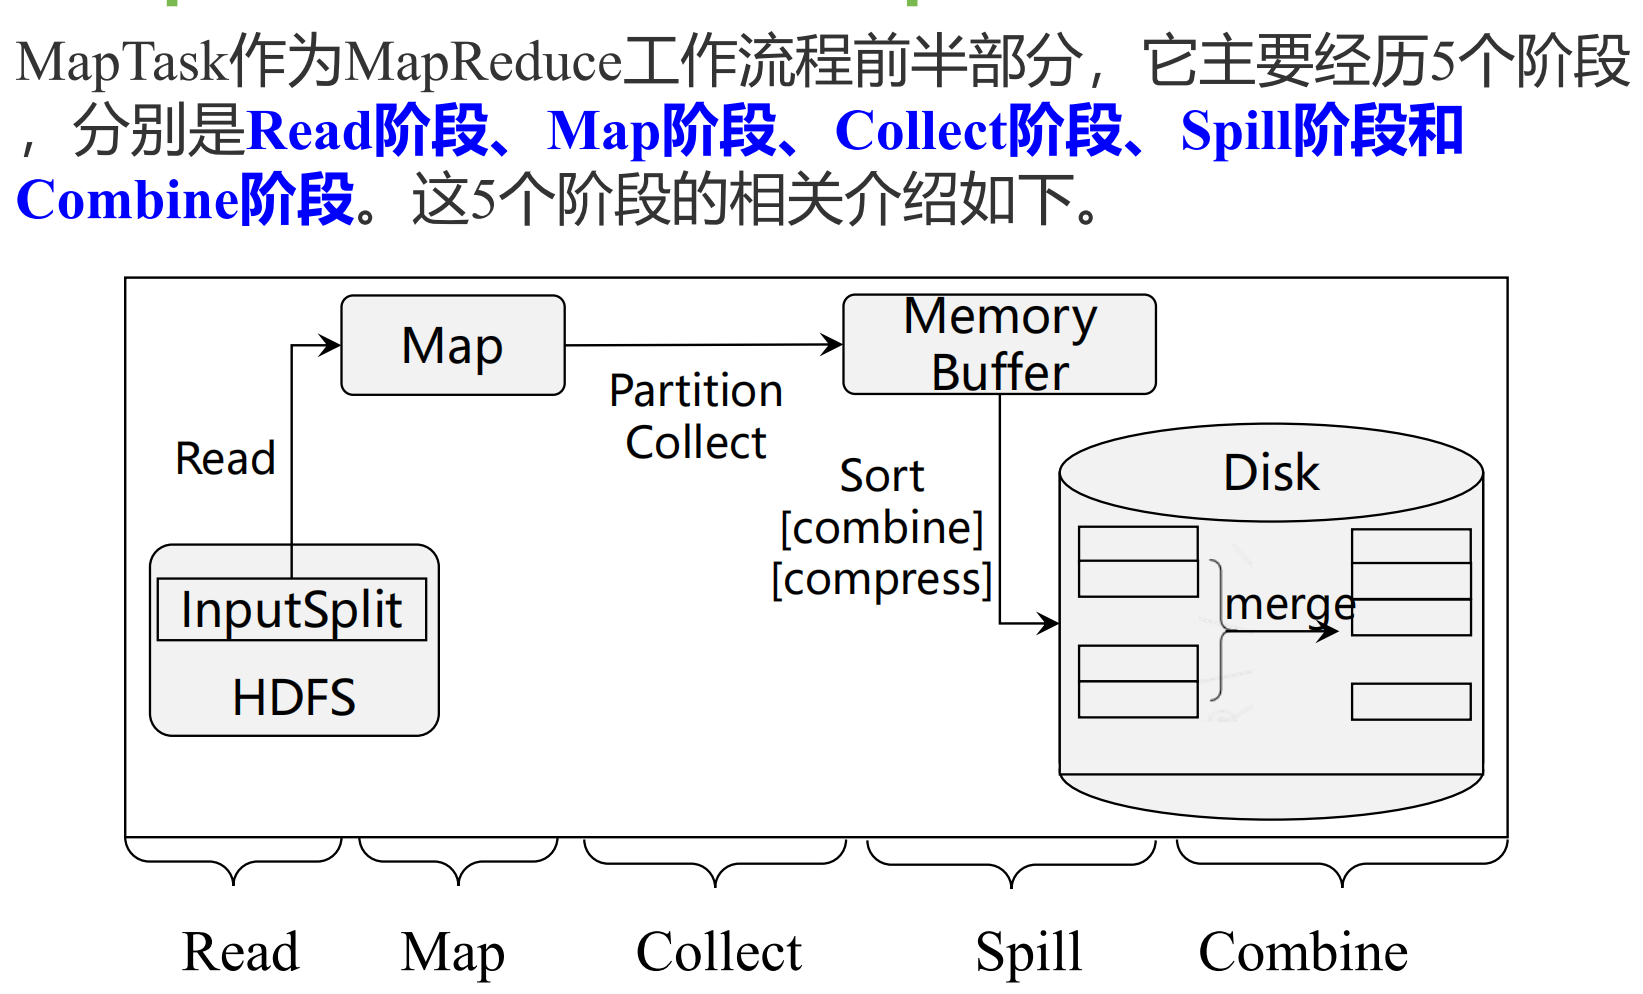 MapTask作为MapReduce工作流程前半部分，它主要经历5个阶段
，分别是Read阶段、Map阶段、Collect阶段、Spill阶段和
Combine阶段。这5个阶段的相关介绍如下。
Map
Memory
Buffer
Partition
Collect
Read
Sort
[combine]
[compress]
Disk
InputSplit
HDFS
merge
Read
Map
Collect
Spill
Combine